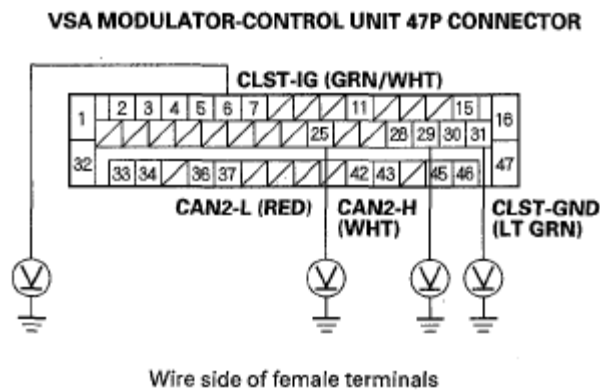 VSA MODULATOR-CONTROL UNIT 47P CONNECTOR
CLST-IG (GRN/WHT)
1 2 3 4 5 6 7 11 15 16
25 28 29 30 31
32 33 34 36 37 42 43 45 46 47
CAN2-L (RED) CAN2-H (WHT) CLST-GND (LT GRN)
V V V V
Wire side of female terminals